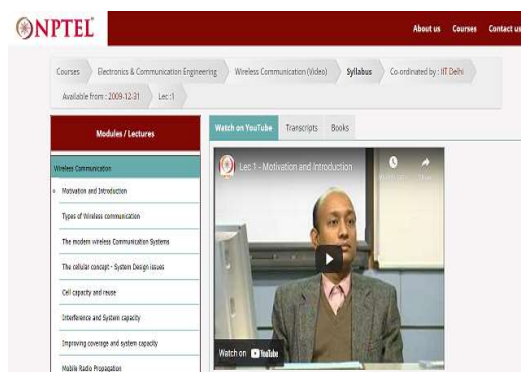 NPTEL
About us Courses Contact us
Courses Electronics & Communication Engineering Wireless Communication (Video) Syllabus Co-ordinated by : IIT Delhi
Available from : 2009-12-31 Lec :1
Modules / Lectures
Watch on YouTube Transcripts Books
Wireless Communication
Motivation and Introduction
Types of Wireless communication
The modern wireless Communication Systems
The cellular concept - System Design issues
Cell capacity and reuse
Interference and System capacity
Improving coverage and system capacity
Mobile Radio Propagation
Lec 1 - Motivation and Introduction
Share
Watch on YouTube